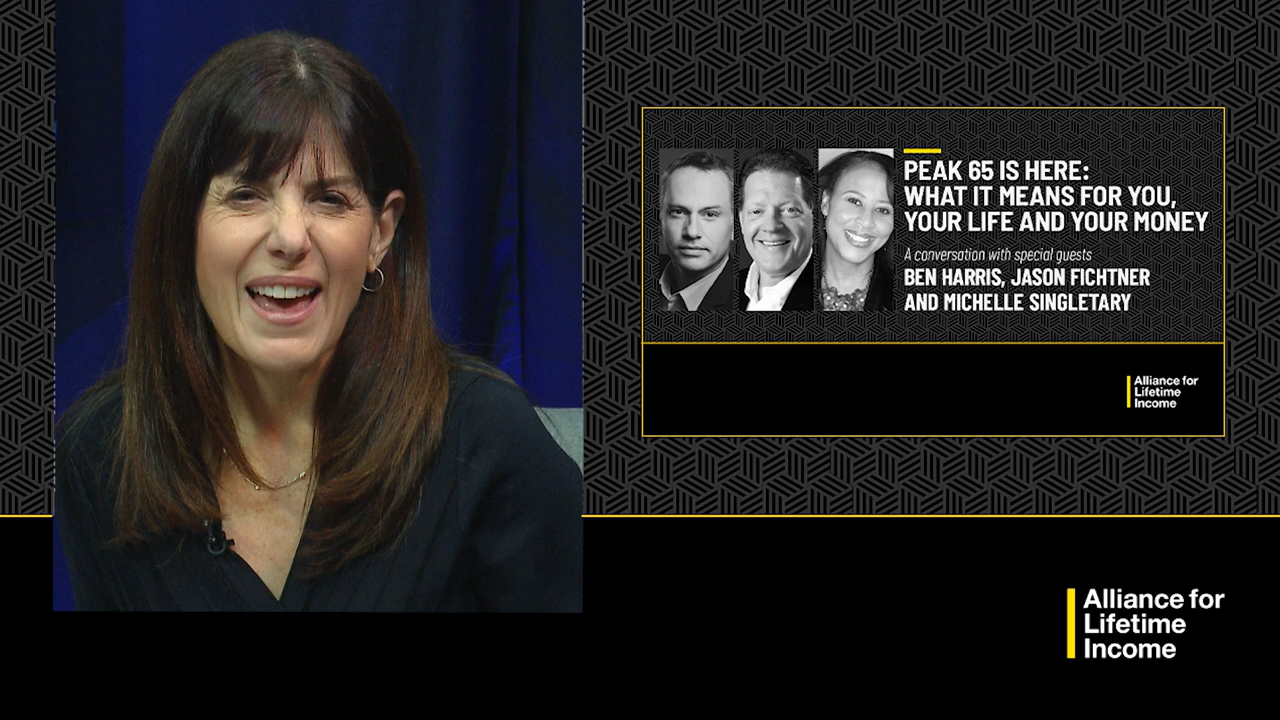 PEAK 65 IS HERE:
WHAT IT MEANS FOR YOU,
YOUR LIFE AND YOUR MONEY
A conversation with special guests
BEN HARRIS, JASON FICHTNER
AND MICHELLE SINGLETARY
Alliance for
Lifetime
Income
Alliance for
Lifetime
Income